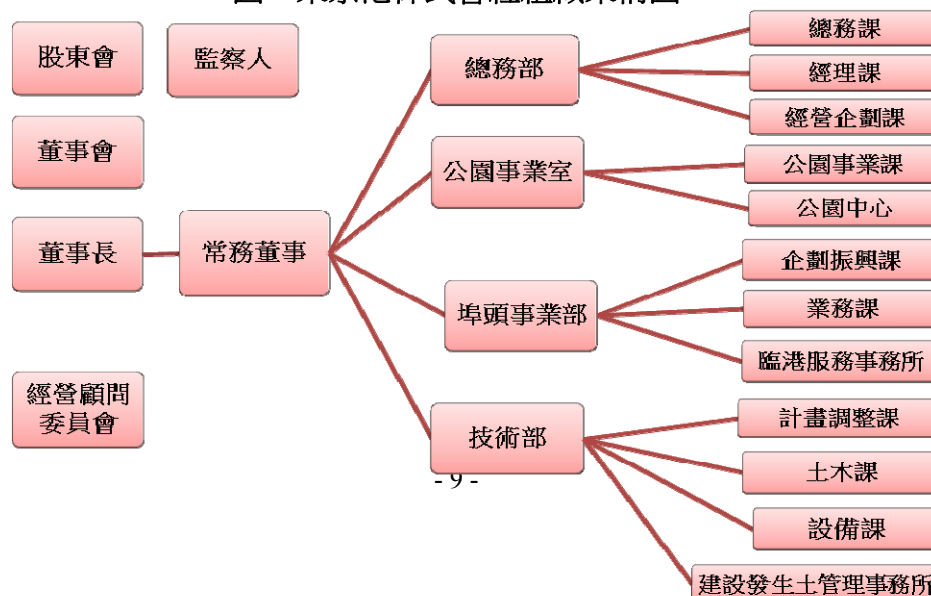 股東會
監察人
董事會
董事長
常務董事
經營顧問
委員會
總務部
總務課
經理課
經營企劃課
公園事業室
公園事業課
公園中心
埠頭事業部
企劃振興課
業務課
臨港服務事務所
技術部
計畫調整課
土木課
設備課
建設發生土管理事務所
- 9 -